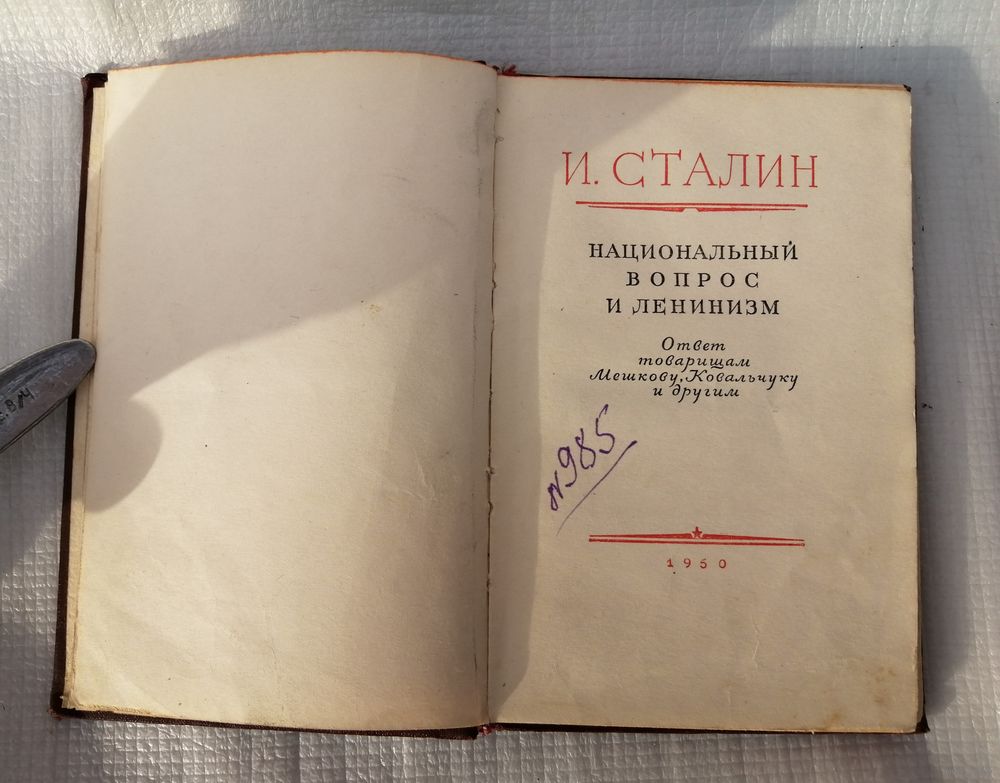 И. СТАЛИН
НАЦИОНАЛЬНЫЙ
ВОПРОС
И ЛЕНИНИЗМ
Ответ
товарищам
Мешкову, Ковальчуку
и другим
№985
1950